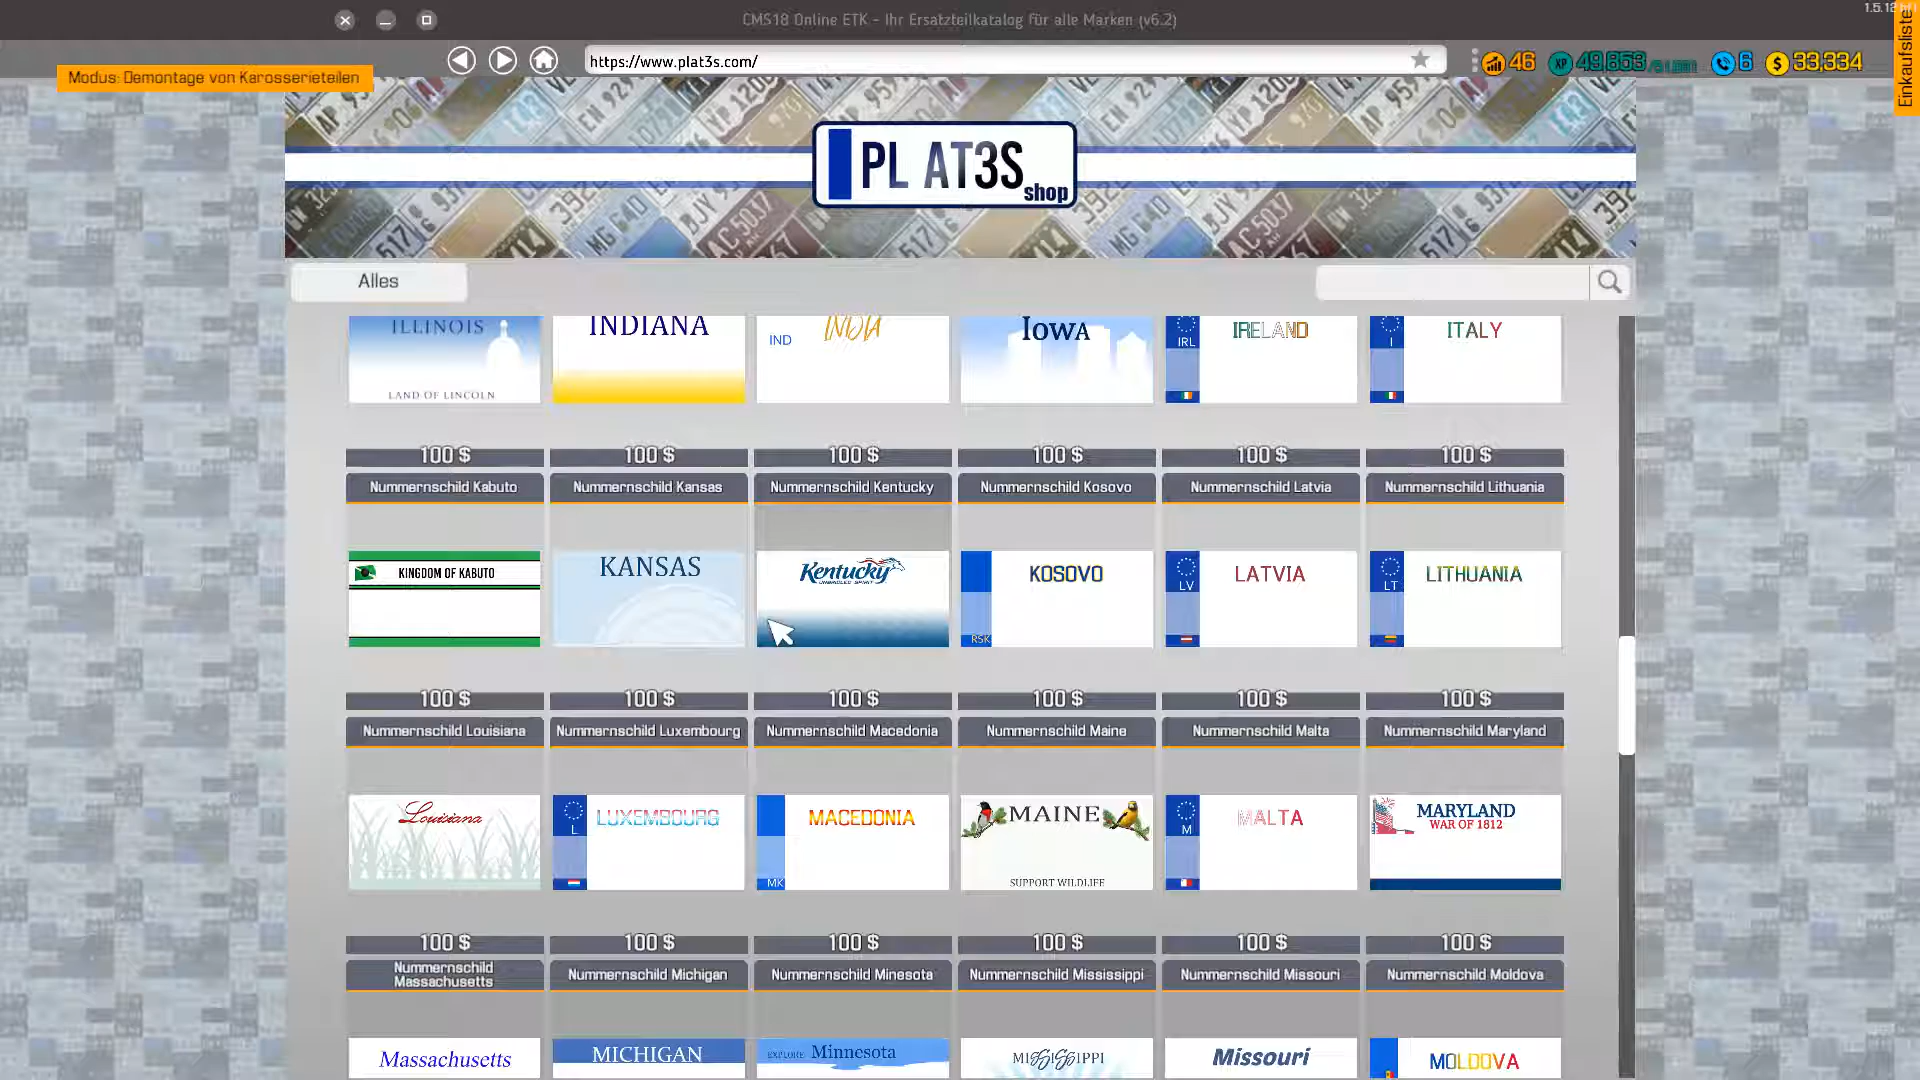 CMS18 Online ETK - Ihr Ersatzteilkatalog für alle Marken (v6.2)
https://www.plat3s.com/
46
XP
49,853
6
$
33,334
Einkaufsliste
Modus: Demontage von Karosserieteilen
PL AT3S
shop
Alles
ILLINOIS
LAND OF LINCOLN
INDIANA
IND
INDIA
IOWA
IRL
IRELAND
I
ITALY
100 $
100 $
100 $
100 $
100 $
100 $
Nummernschild Kabuto
Nummernschild Kansas
Nummernschild Kentucky
Nummernschild Kosovo
Nummernschild Latvia
Nummernschild Lithuania
KINGDOM OF KABUTO
KANSAS
Kentucky
UNBRIDLED SPIRIT
KOSOVO
RSK
LV
LATVIA
LT
LITHUANIA
100 $
100 $
100 $
100 $
100 $
100 $
Nummernschild Louisiana
Nummernschild Luxembourg
Nummernschild Macedonia
Nummernschild Maine
Nummernschild Malta
Nummernschild Maryland
Louisiana
L
LUXEMBOURG
MACEDONIA
MK
MAINE
SUPPORT WILDLIFE
M
MALTA
MARYLAND
WAR OF 1812
100 $
100 $
100 $
100 $
100 $
100 $
Nummernschild
Massachusetts
Nummernschild Michigan
Nummernschild Minesota
Nummernschild Mississippi
Nummernschild Missouri
Nummernschild Moldova
Massachusetts
MICHIGAN
EXPLORE Minnesota
MISSISSIPPI
Missouri
MOLDOVA